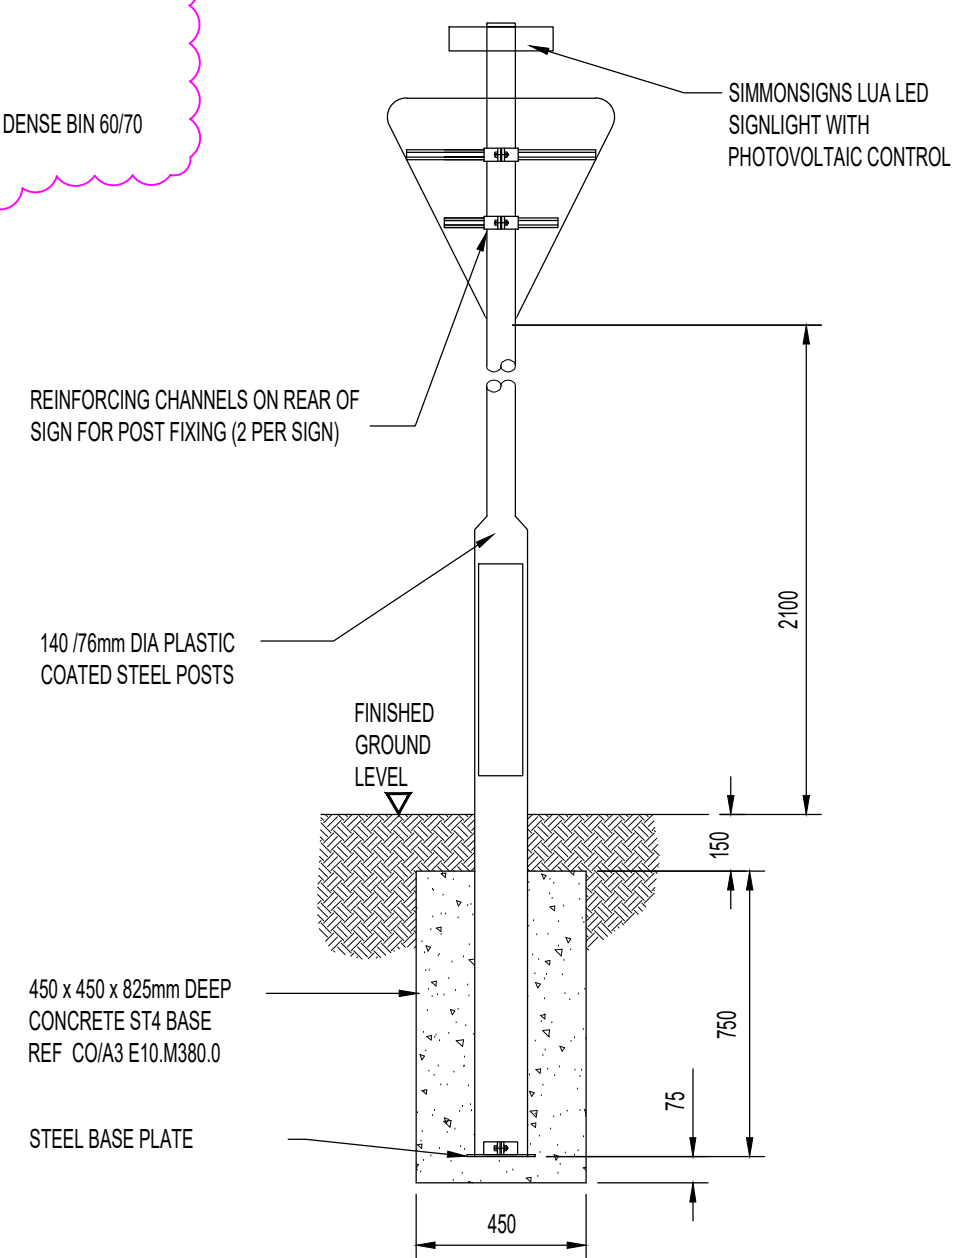 DENSE BIN 60/70
SIMMONSIGNS LUA LED
SIGNLIGHT WITH
PHOTOVOLTAIC CONTROL
REINFORCING CHANNELS ON REAR OF
SIGN FOR POST FIXING (2 PER SIGN)
2100
140 /76mm DIA PLASTIC
COATED STEEL POSTS
FINISHED
GROUND
LEVEL
150
450 x 450 x 825mm DEEP
CONCRETE ST4 BASE
REF CO/A3 E10.M380.0
750
75
STEEL BASE PLATE
450